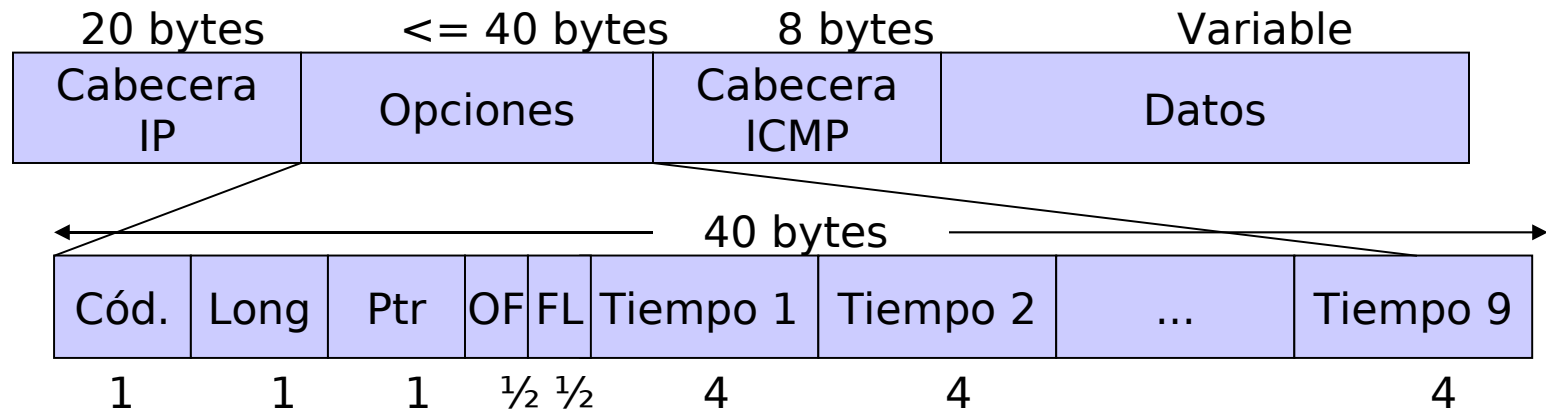 20 bytes <= 40 bytes 8 bytes Variable
Cabecera IP Opciones Cabecera ICMP Datos
40 bytes
Cód. Long Ptr OF FL Tiempo 1 Tiempo 2 ... Tiempo 9
1 1 1 ½ ½ 4 4 4